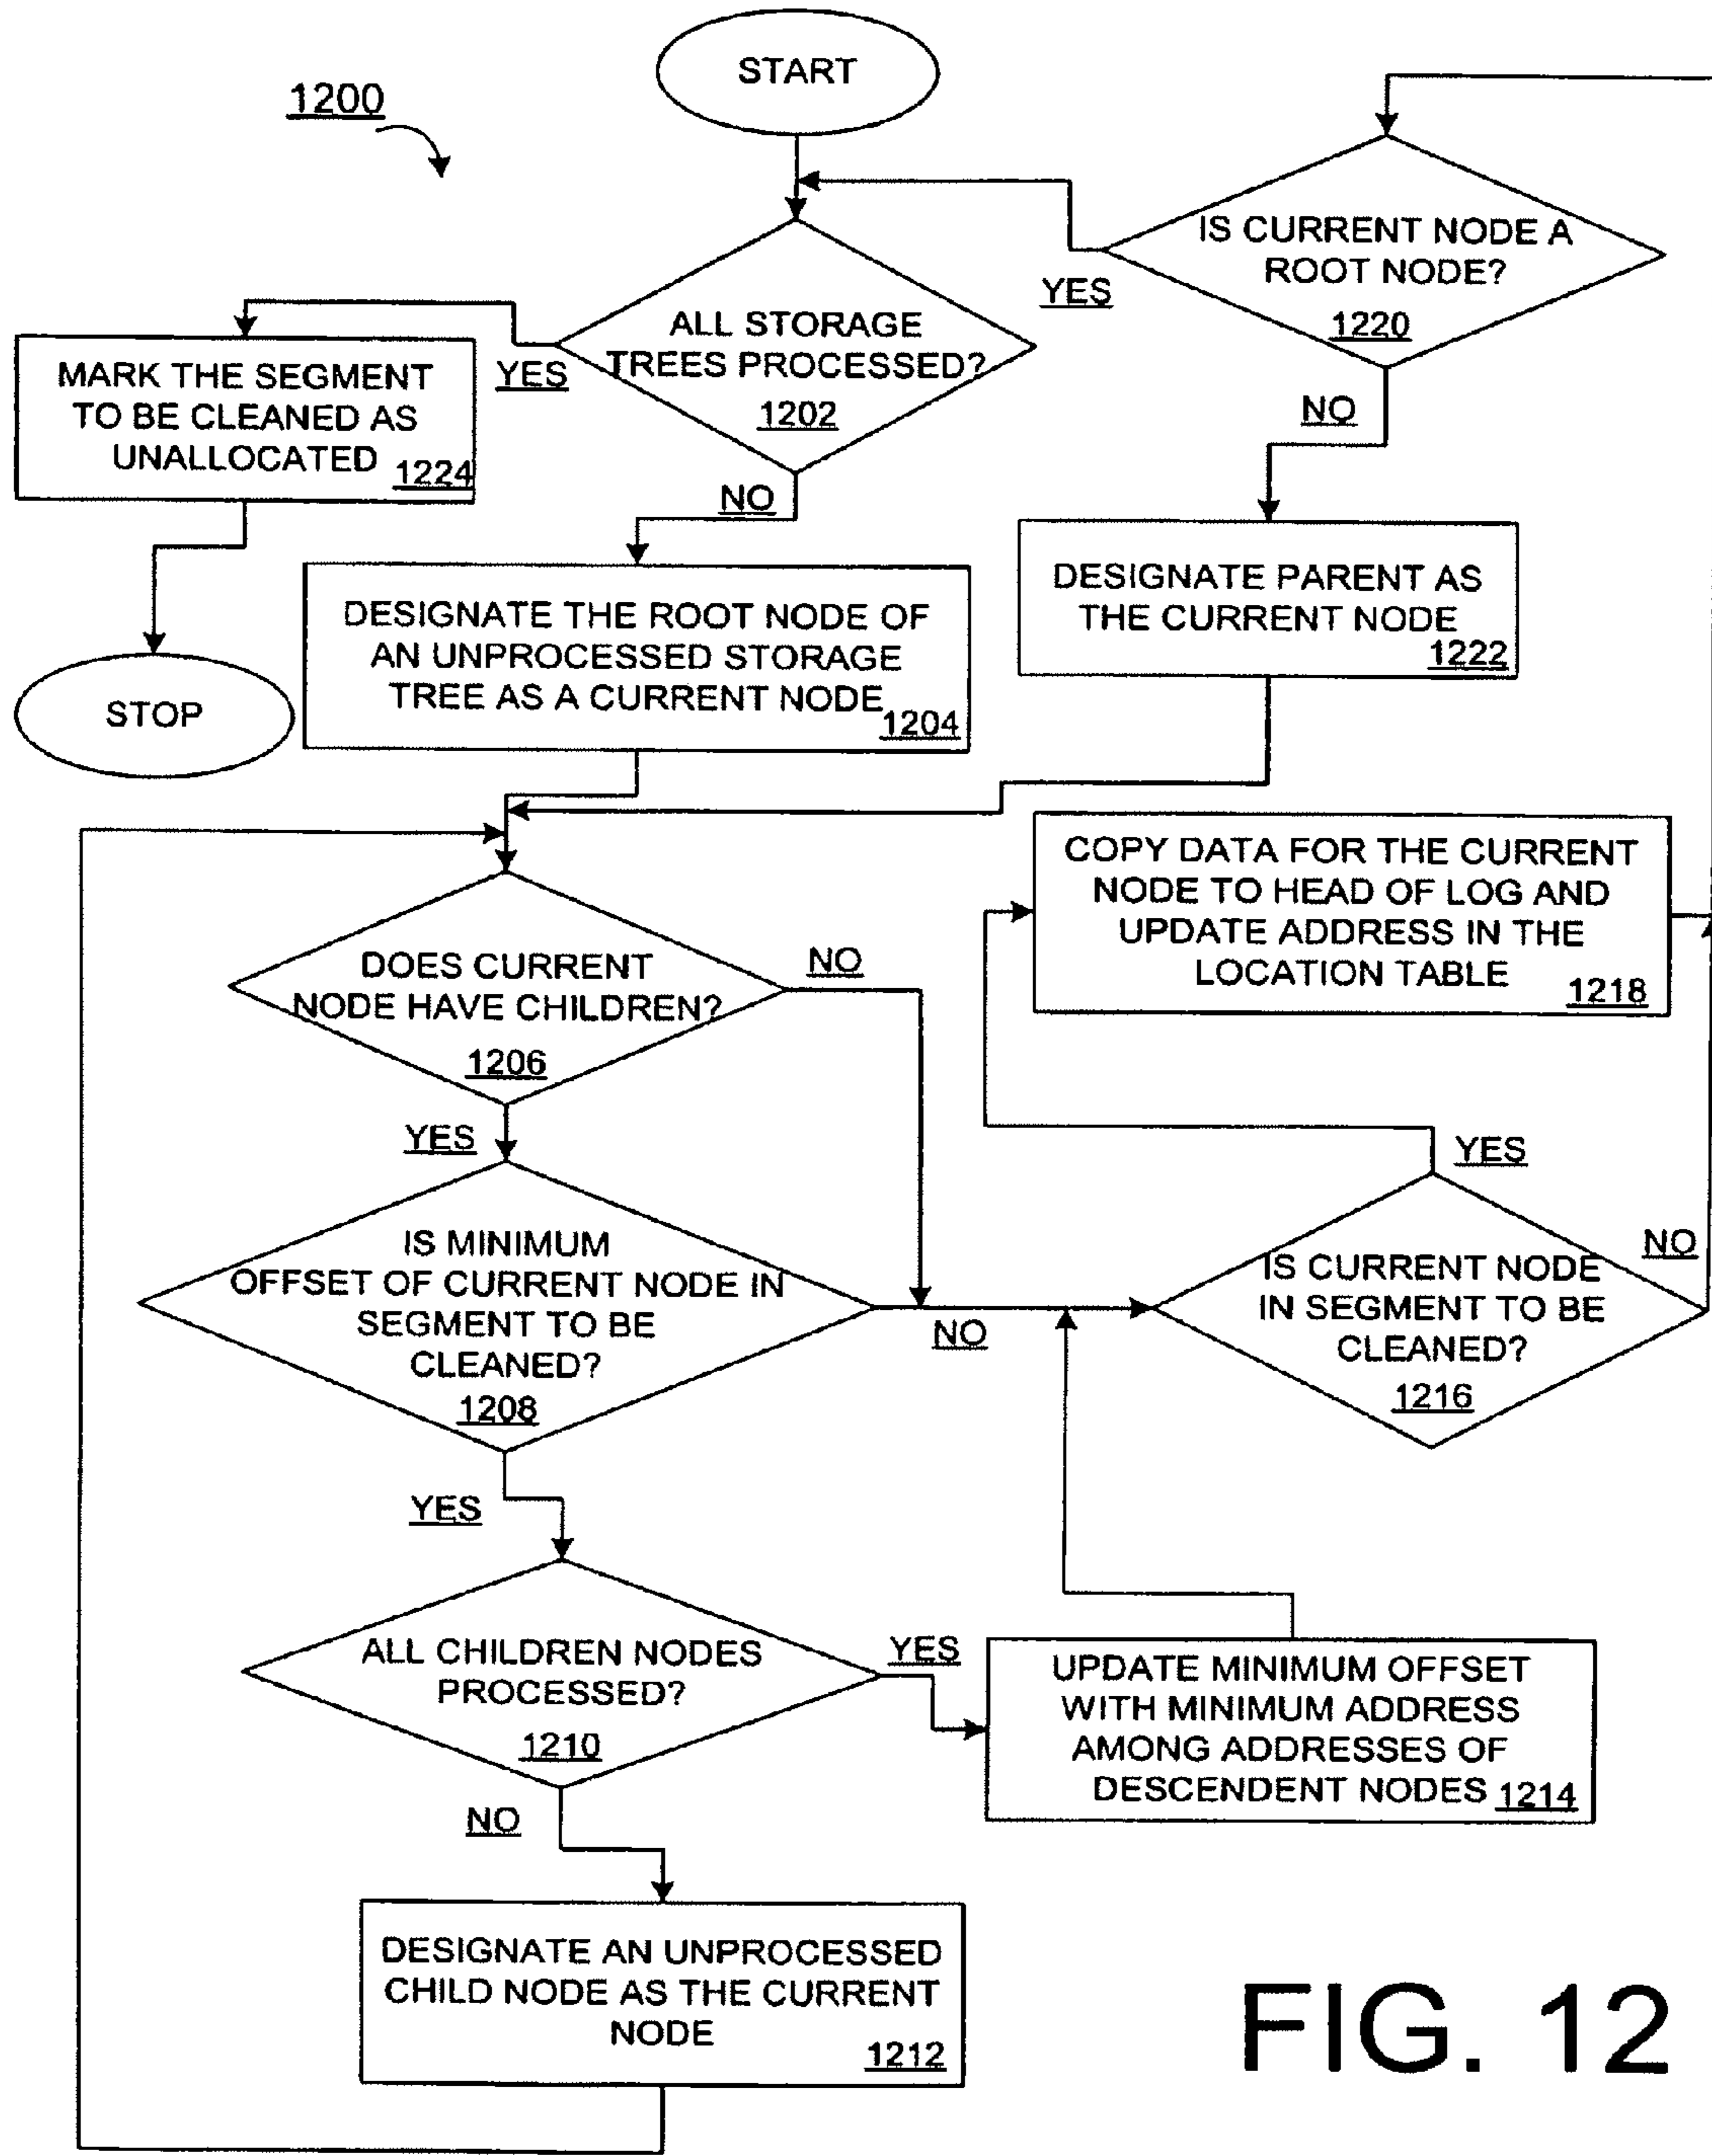 1200
START
IS CURRENT NODE A
ROOT NODE?
1220
YES
NO
ALL STORAGE
TREES PROCESSED?
1202
YES
NO
MARK THE SEGMENT
TO BE CLEANED AS
UNALLOCATED 1224
STOP
DESIGNATE THE ROOT NODE OF
AN UNPROCESSED STORAGE
TREE AS A CURRENT NODE
1204
DESIGNATE PARENT AS
THE CURRENT NODE
1222
DOES CURRENT
NODE HAVE CHILDREN?
1206
NO
YES
COPY DATA FOR THE CURRENT
NODE TO HEAD OF LOG AND
UPDATE ADDRESS IN THE
LOCATION TABLE
1218
IS MINIMUM
OFFSET OF CURRENT NODE IN
SEGMENT TO BE
CLEANED?
1208
NO
YES
IS CURRENT NODE
IN SEGMENT TO BE
CLEANED?
1216
YES
NO
ALL CHILDREN NODES
PROCESSED?
1210
YES
NO
UPDATE MINIMUM OFFSET
WITH MINIMUM ADDRESS
AMONG ADDRESSES OF
DESCENDENT NODES 1214
DESIGNATE AN UNPROCESSED
CHILD NODE AS THE CURRENT
NODE
1212
FIG. 12